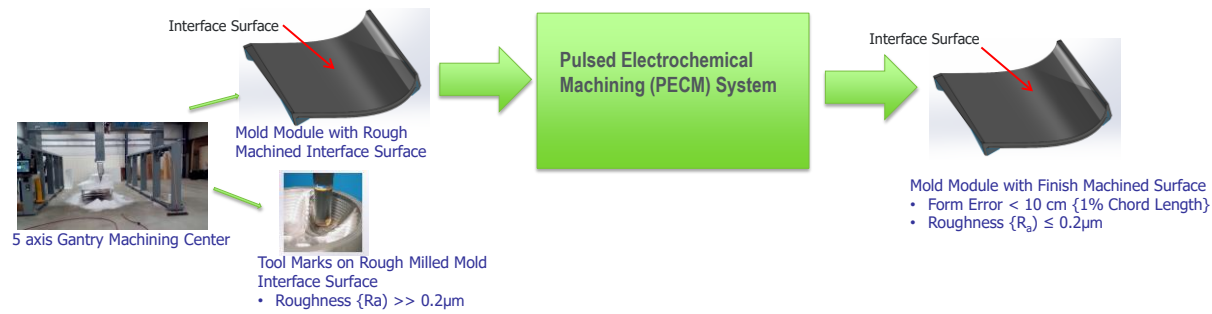 Interface Surface
Mold Module with Rough
Machined Interface Surface
5 axis Gantry Machining Center
Tool Marks on Rough Milled Mold
Interface Surface
• Roughness {Ra) >> 0.2µm
Pulsed Electrochemical
Machining (PECM) System
Interface Surface
Mold Module with Finish Machined Surface
• Form Error < 10 cm {1% Chord Length}
• Roughness {Rₐ) ≤ 0.2µm